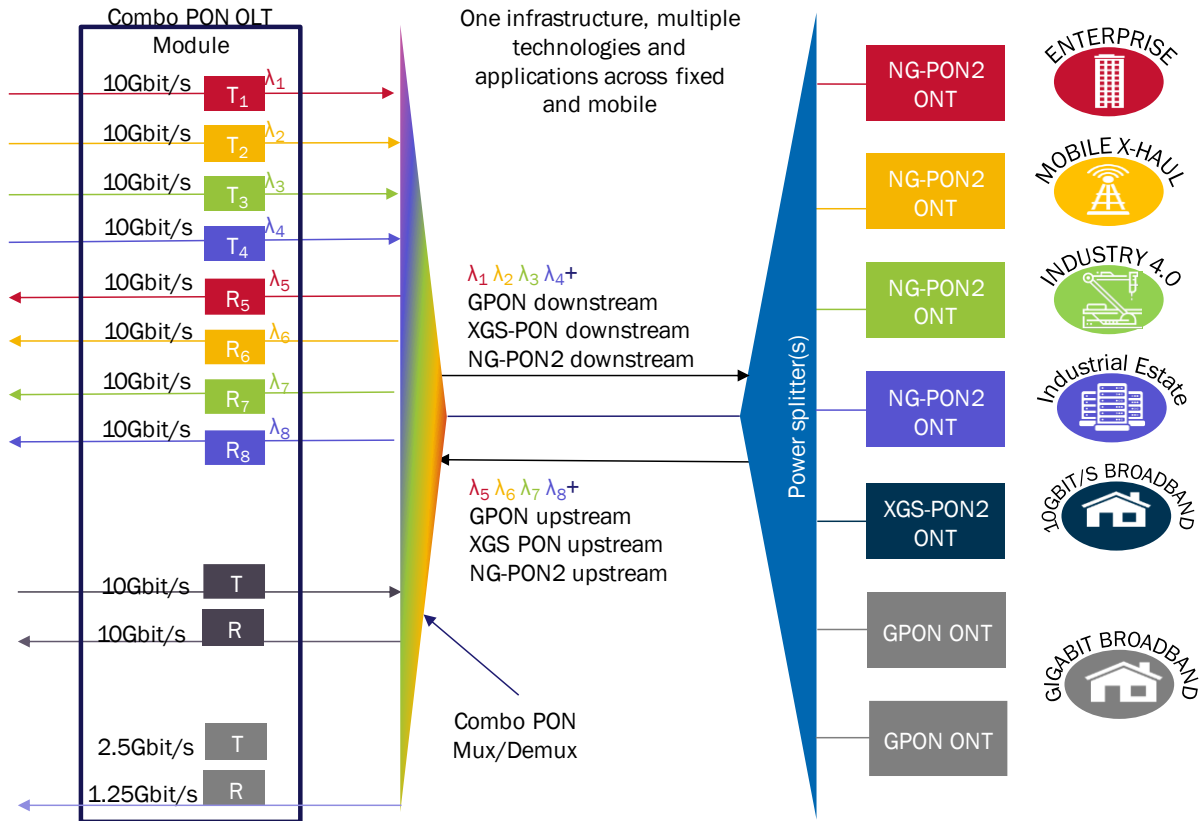 Combo PON OLT
Module
10Gbit/s
T1
λ1
10Gbit/s
T2
λ2
10Gbit/s
T3
λ3
10Gbit/s
T4
λ4
10Gbit/s
R5
λ5
10Gbit/s
R6
λ6
10Gbit/s
R7
λ7
10Gbit/s
R8
λ8
10Gbit/s
T
10Gbit/s
R
2.5Gbit/s
T
1.25Gbit/s
R
One infrastructure, multiple
technologies and
applications across fixed
and mobile
λ1 λ2 λ3 λ4+
GPON downstream
XGS-PON downstream
NG-PON2 downstream
λ5 λ6 λ7 λ8+
GPON upstream
XGS PON upstream
NG-PON2 upstream
Combo PON
Mux/Demux
Power splitter(s)
NG-PON2
ONT
ENTERPRISE
NG-PON2
ONT
MOBILE X-HAUL
NG-PON2
ONT
INDUSTRY 4.0
NG-PON2
ONT
Industrial Estate
XGS-PON2
ONT
10GBIT/S BROADBAND
GPON ONT
GPON ONT
GIGABIT BROADBAND